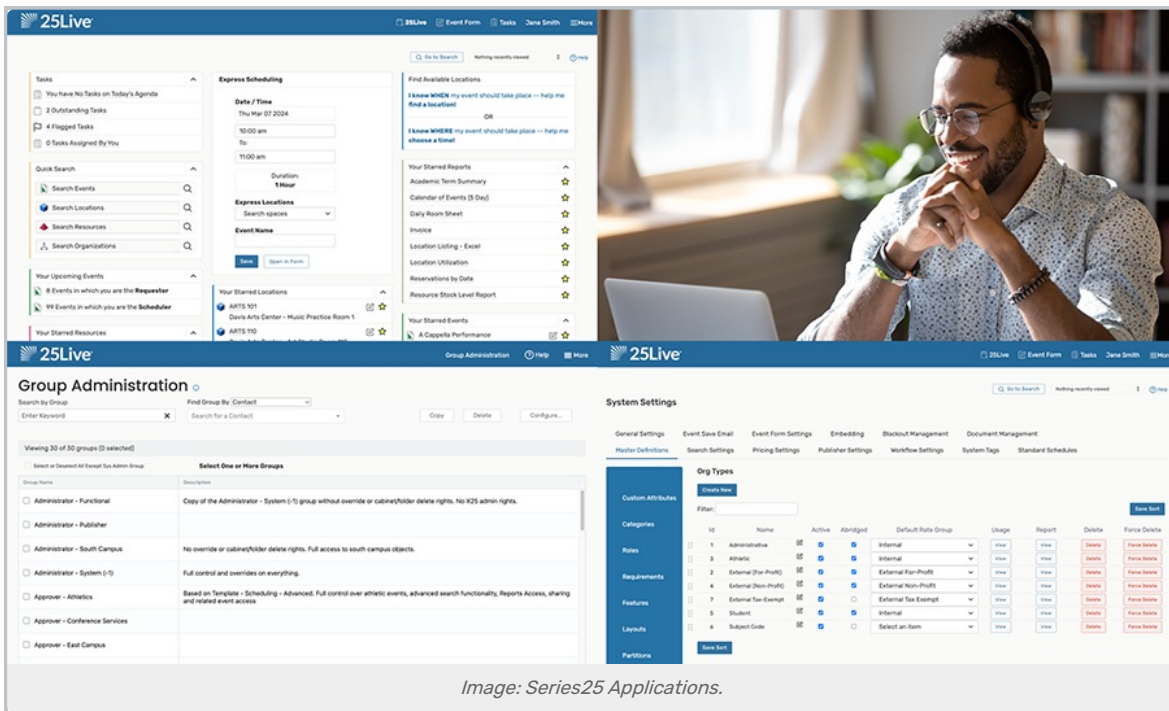 25Live
25Live Event Form Tasks Jane Smith More
Go to Search Nothing recently viewed Help
Tasks
You have No Tasks on Today's Agenda
2 Outstanding Tasks
4 Flagged Tasks
0 Tasks Assigned By You
Quick Search
Search Events
Search Locations
Search Resources
Search Organizations
Your Upcoming Events
8 Events in which you are the Requestor
99 Events in which you are the Scheduler
Your Starred Resources
Express Scheduling
Date / Time
Thu Mar 07 2024
10:00 am
To:
11:00 am
Duration:
1 Hour
Express Locations
Search spaces
Event Name
Save Open in Form
Your Starred Locations
ARTS 101
Davis Arts Center - Music Practice Room 1
ARTS 110
Find Available Locations
I know WHEN my event should take place -- help me
find a location!
OR
I know WHERE my event should take place -- help me
choose a time!
Your Starred Reports
Academic Term Summary
Calendar of Events (5 Day)
Daily Room Sheet
Invoice
Location Listing - Excel
Location Utilization
Reservations by Date
Resource Stock Level Report
Your Starred Events
A Cappella Performance
25Live
Group Administration Help More
Group Administration
Search by Group Find Group By Contact
Enter Keyword Search for a Contact Copy Delete Configure...
Viewing 30 of 30 groups (0 selected)
Select or Deselect All Except Sys Admin Group Select One or More Groups
Group Name Description
Administrator - Functional Copy of the Administrator - System (-1) group without override or cabinet/folder delete rights. No X25 admin rights.
Administrator - Publisher
Administrator - South Campus No override or cabinet/folder delete rights. Full access to south campus objects.
Administrator - System (-1) Full control and overrides on everything.
Approver - Athletics Based on Template - Scheduling - Advanced. Full control over athletic events, advanced search functionality, Reports Access, sharing
and related event access
Approver - Conference Services
Approver - East Campus
25Live
25Live Event Form Tasks Jane Smith More
Go to Search Nothing recently viewed Help
System Settings
General Settings Event Save Email Event Form Settings Embedding Blackout Management Document Management
Master Definitions Search Settings Pricing Settings Publisher Settings Workflow Settings System Tags Standard Schedules
Custom Attributes
Categories
Roles
Requirements
Features
Layouts
Partitions
Org Types
Create New
Filter:
Save Sort
Id Name Active Abridged Default Rate Group Usage Report Delete Force Delete
1 Administrative Internal View View Delete Force Delete
3 Athletic Internal View View Delete Force Delete
2 External (For-Profit) External For-Profit View View Delete Force Delete
4 External (Non-Profit) External Non-Profit View View Delete Force Delete
7 External Tax-Exempt External Tax Exempt View View Delete Force Delete
5 Student Internal View View Delete Force Delete
6 Subject Code Select an Item View View Delete Force Delete
Save Sort
Image: Series25 Applications.